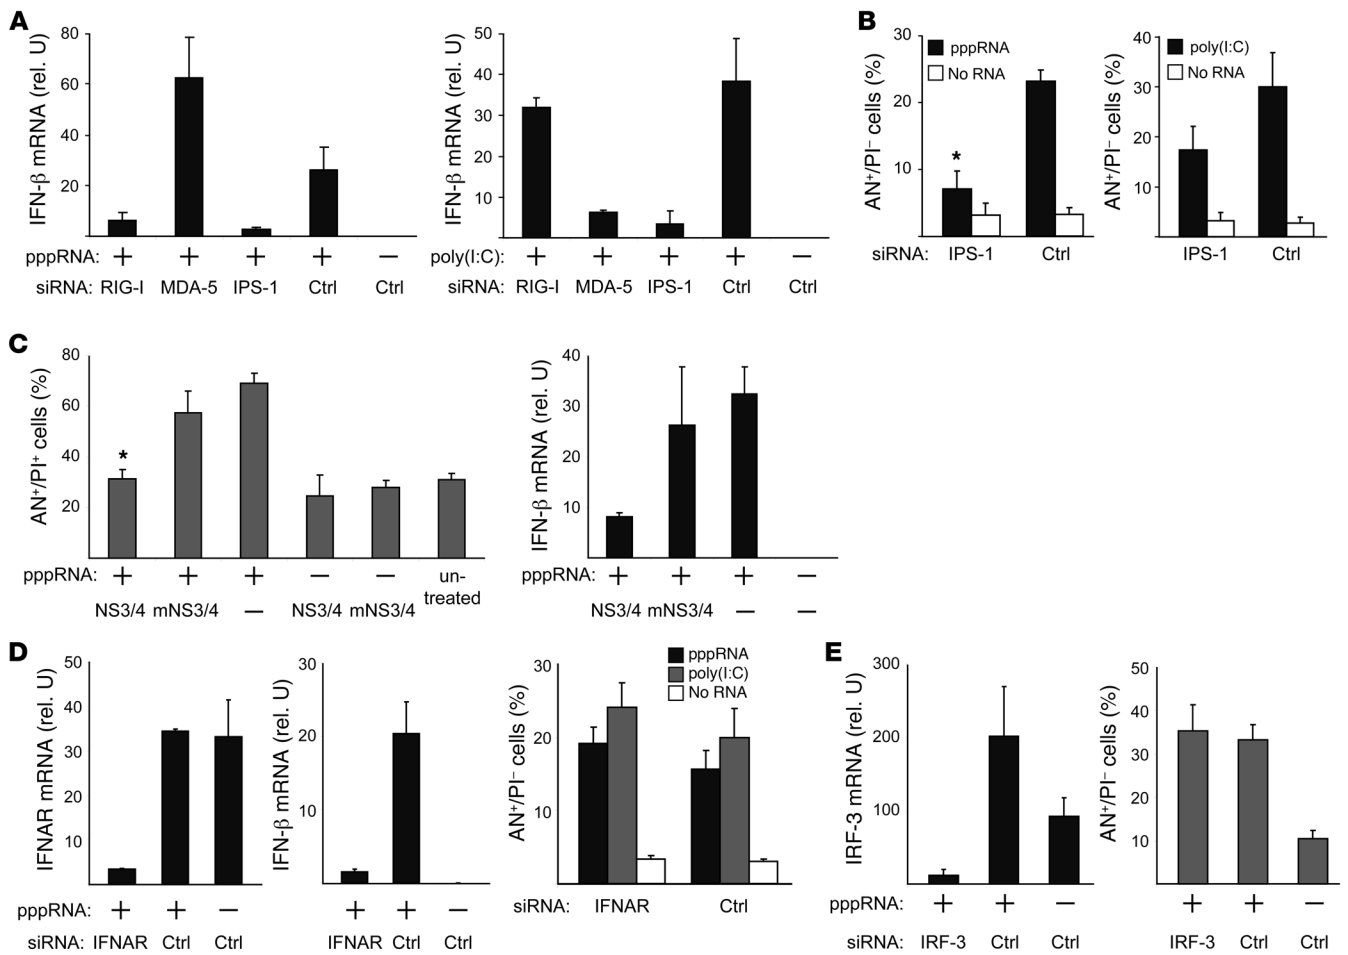 A
IFN-β mRNA (rel. U)
80
60
40
20
pppRNA: + + + + −
siRNA: RIG-I MDA-5 IPS-1 Ctrl Ctrl
IFN-β mRNA (rel. U)
50
40
30
20
10
poly(I:C): + + + + −
siRNA: RIG-I MDA-5 IPS-1 Ctrl Ctrl
B
AN⁺/PI⁻ cells (%)
30
20
10
pppRNA
No RNA
*
siRNA: IPS-1 Ctrl
AN⁺/PI⁻ cells (%)
40
30
20
10
poly(I:C)
No RNA
IPS-1 Ctrl
C
AN⁺/PI⁺ cells (%)
80
60
40
20
*
pppRNA: + + + − − un-
treated
NS3/4 mNS3/4 − NS3/4 mNS3/4
IFN-β mRNA (rel. U)
40
30
20
10
pppRNA: + + + −
NS3/4 mNS3/4 − −
D
IFNAR mRNA (rel. U)
50
40
30
20
10
pppRNA: + + −
siRNA: IFNAR Ctrl Ctrl
IFN-β mRNA (rel. U)
30
20
10
+ + −
IFNAR Ctrl Ctrl
AN⁺/PI⁻ cells (%)
30
20
10
pppRNA
poly(I:C)
No RNA
siRNA: IFNAR Ctrl
E
IRF-3 mRNA (rel. U)
300
200
100
pppRNA: + + −
siRNA: IRF-3 Ctrl Ctrl
AN⁺/PI⁻ cells (%)
50
40
30
20
10
+ + −
IRF-3 Ctrl Ctrl